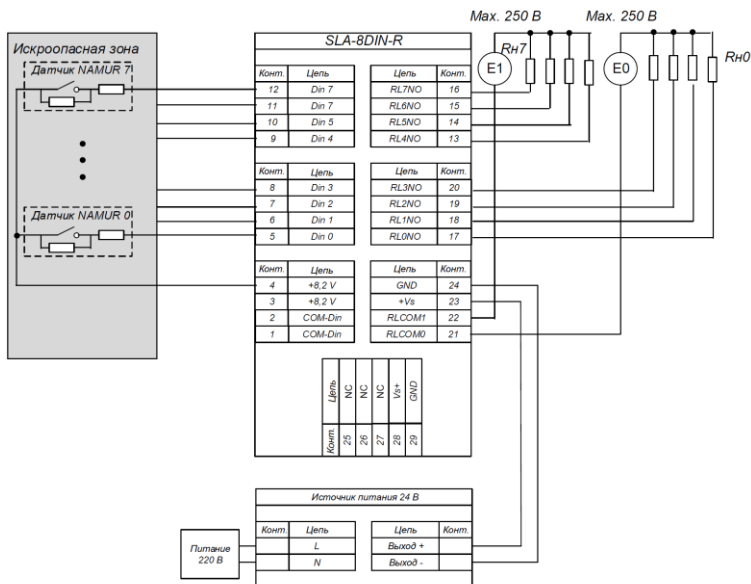 Max. 250 В
Max. 250 В
SLA-8DIN-R
Искроопасная зона
Датчик NAMUR 7
E1
Rн7
E0
Rн0
Конт. Цепь Цепь Конт.
12 Din 7 RL7NO 16
11 Din 7 RL6NO 15
10 Din 5 RL5NO 14
9 Din 4 RL4NO 13
Конт. Цепь Цепь Конт.
8 Din 3 RL3NO 20
7 Din 2 RL2NO 19
6 Din 1 RL1NO 18
5 Din 0 RL0NO 17
Датчик NAMUR 0
Конт. Цепь Цепь Конт.
4 +8,2 V GND 24
3 +8,2 V +Vs 23
2 COM-Din RLCOM1 22
1 COM-Din RLCOM0 21
Цепь NC NC NC Vs+ GND
Конт. 25 26 27 28 29
Источник питания 24 В
Конт. Цепь Цепь Конт.
L Выход +
N Выход -
Питание
220 В